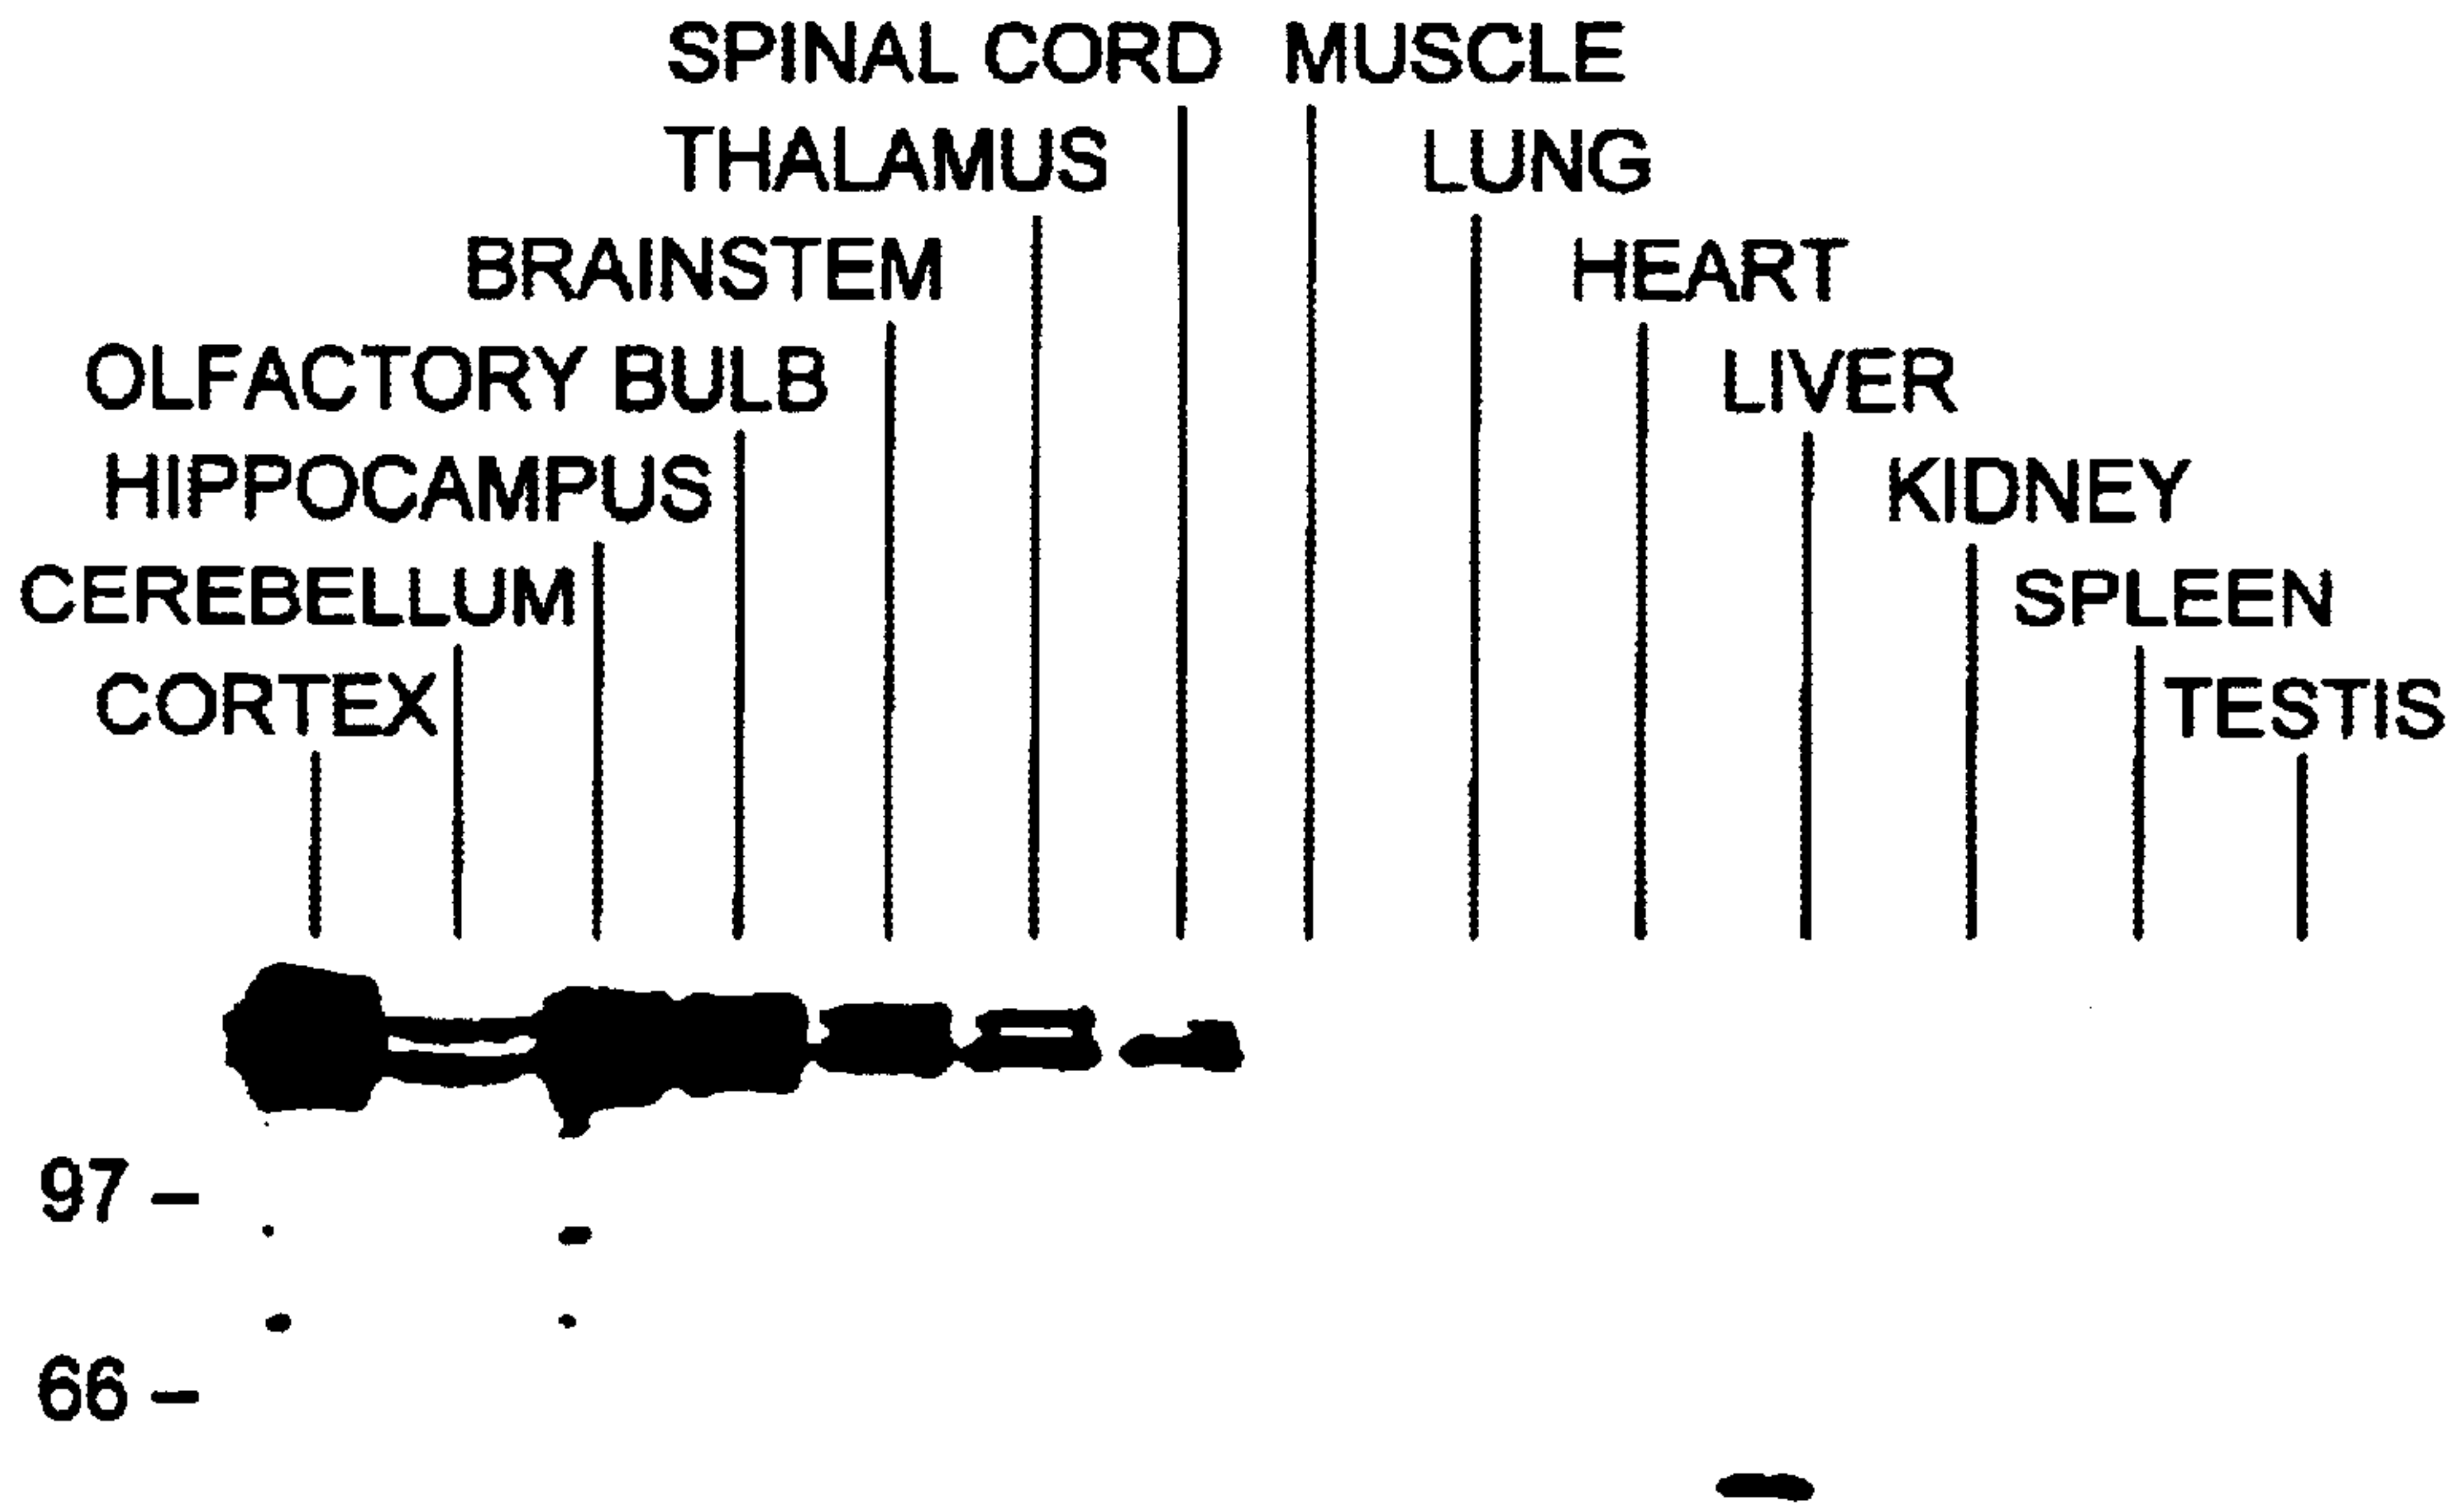 SPINAL CORD MUSCLE
THALAMUS LUNG
BRAINSTEM HEART
OLFACTORY BULB LIVER
HIPPOCAMPUS KIDNEY
CEREBELLUM SPLEEN
CORTEX TESTIS
97 –
66 –